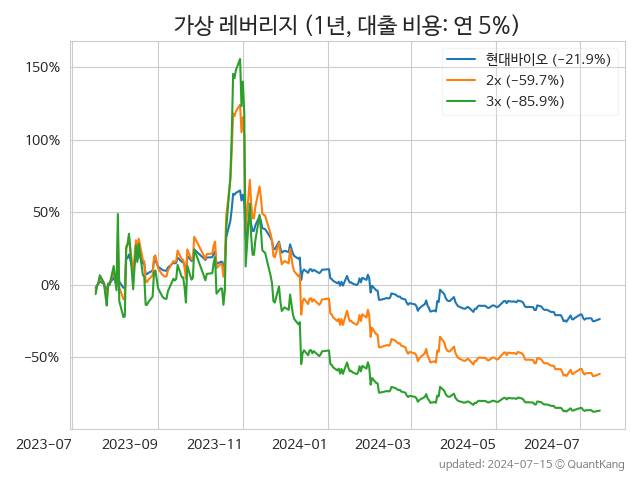 가상 레버리지 (1년, 대출 비용: 연 5%)
현대바이오 (−21.9%)
2x (−59.7%)
3x (−85.9%)
150%
100%
50%
0%
−50%
2023-07 2023-09 2023-11 2024-01 2024-03 2024-05 2024-07
updated: 2024-07-15 © QuantKang